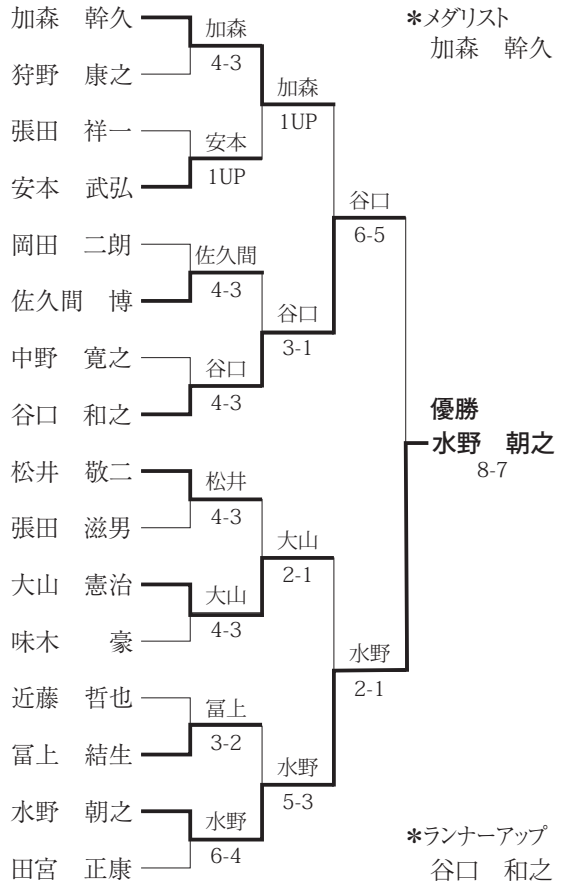 加森　幹久
狩野　康之
張田　祥一
安本　武弘
岡田　二朗
佐久間　博
中野　寛之
谷口　和之
松井　敬二
張田　滋男
大山　憲治
味木　　豪
近藤　哲也
冨上　結生
水野　朝之
田宮　正康
加森
4-3
安本
1UP
佐久間
4-3
谷口
4-3
松井
4-3
大山
4-3
冨上
3-2
水野
6-4
加森
1UP
谷口
3-1
大山
2-1
水野
5-3
谷口
6-5
水野
2-1
優勝
水野　朝之
8-7
*メダリスト
加森　幹久
*ランナーアップ
谷口　和之